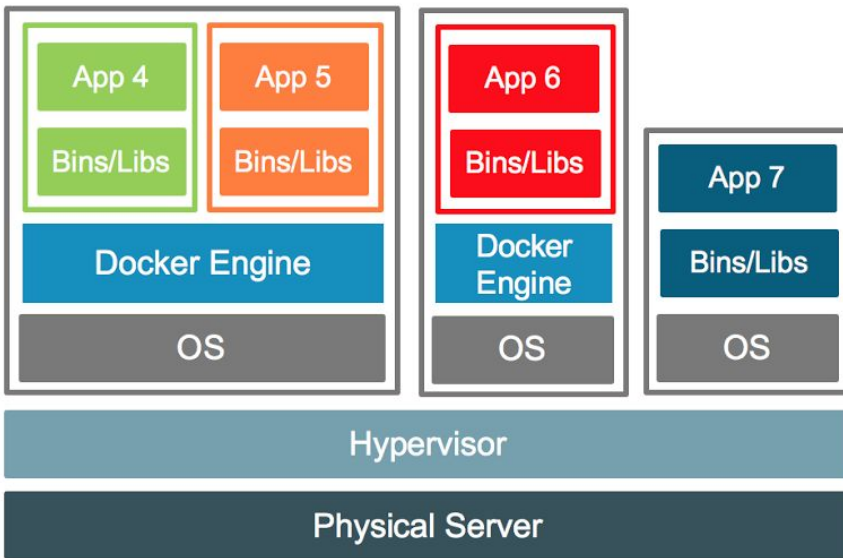 App 4
Bins/Libs
App 5
Bins/Libs
Docker Engine
OS
App 6
Bins/Libs
Docker
Engine
OS
App 7
Bins/Libs
OS
Hypervisor
Physical Server